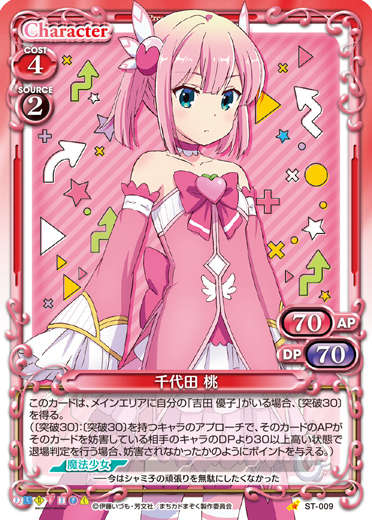 Character
COST
4
SOURCE
2
70 AP
DP 70
千代田 桃
このカードは、メインエリアに自分の「吉田 優子」がいる場合、〔突破30〕
を得る。
(〔突破30〕:〔突破30〕を持つキャラのアプローチで、そのカードのAPが
そのカードを妨害している相手のキャラのDPより30以上高い状態で
退場判定を行う場合、妨害されなかったかのようにポイントを与える。)
魔法少女
――今はシャミ子の頑張りを無駄にしたくなかった
©伊藤いづも・芳文社/まちカドまぞく製作委員会
ST-009